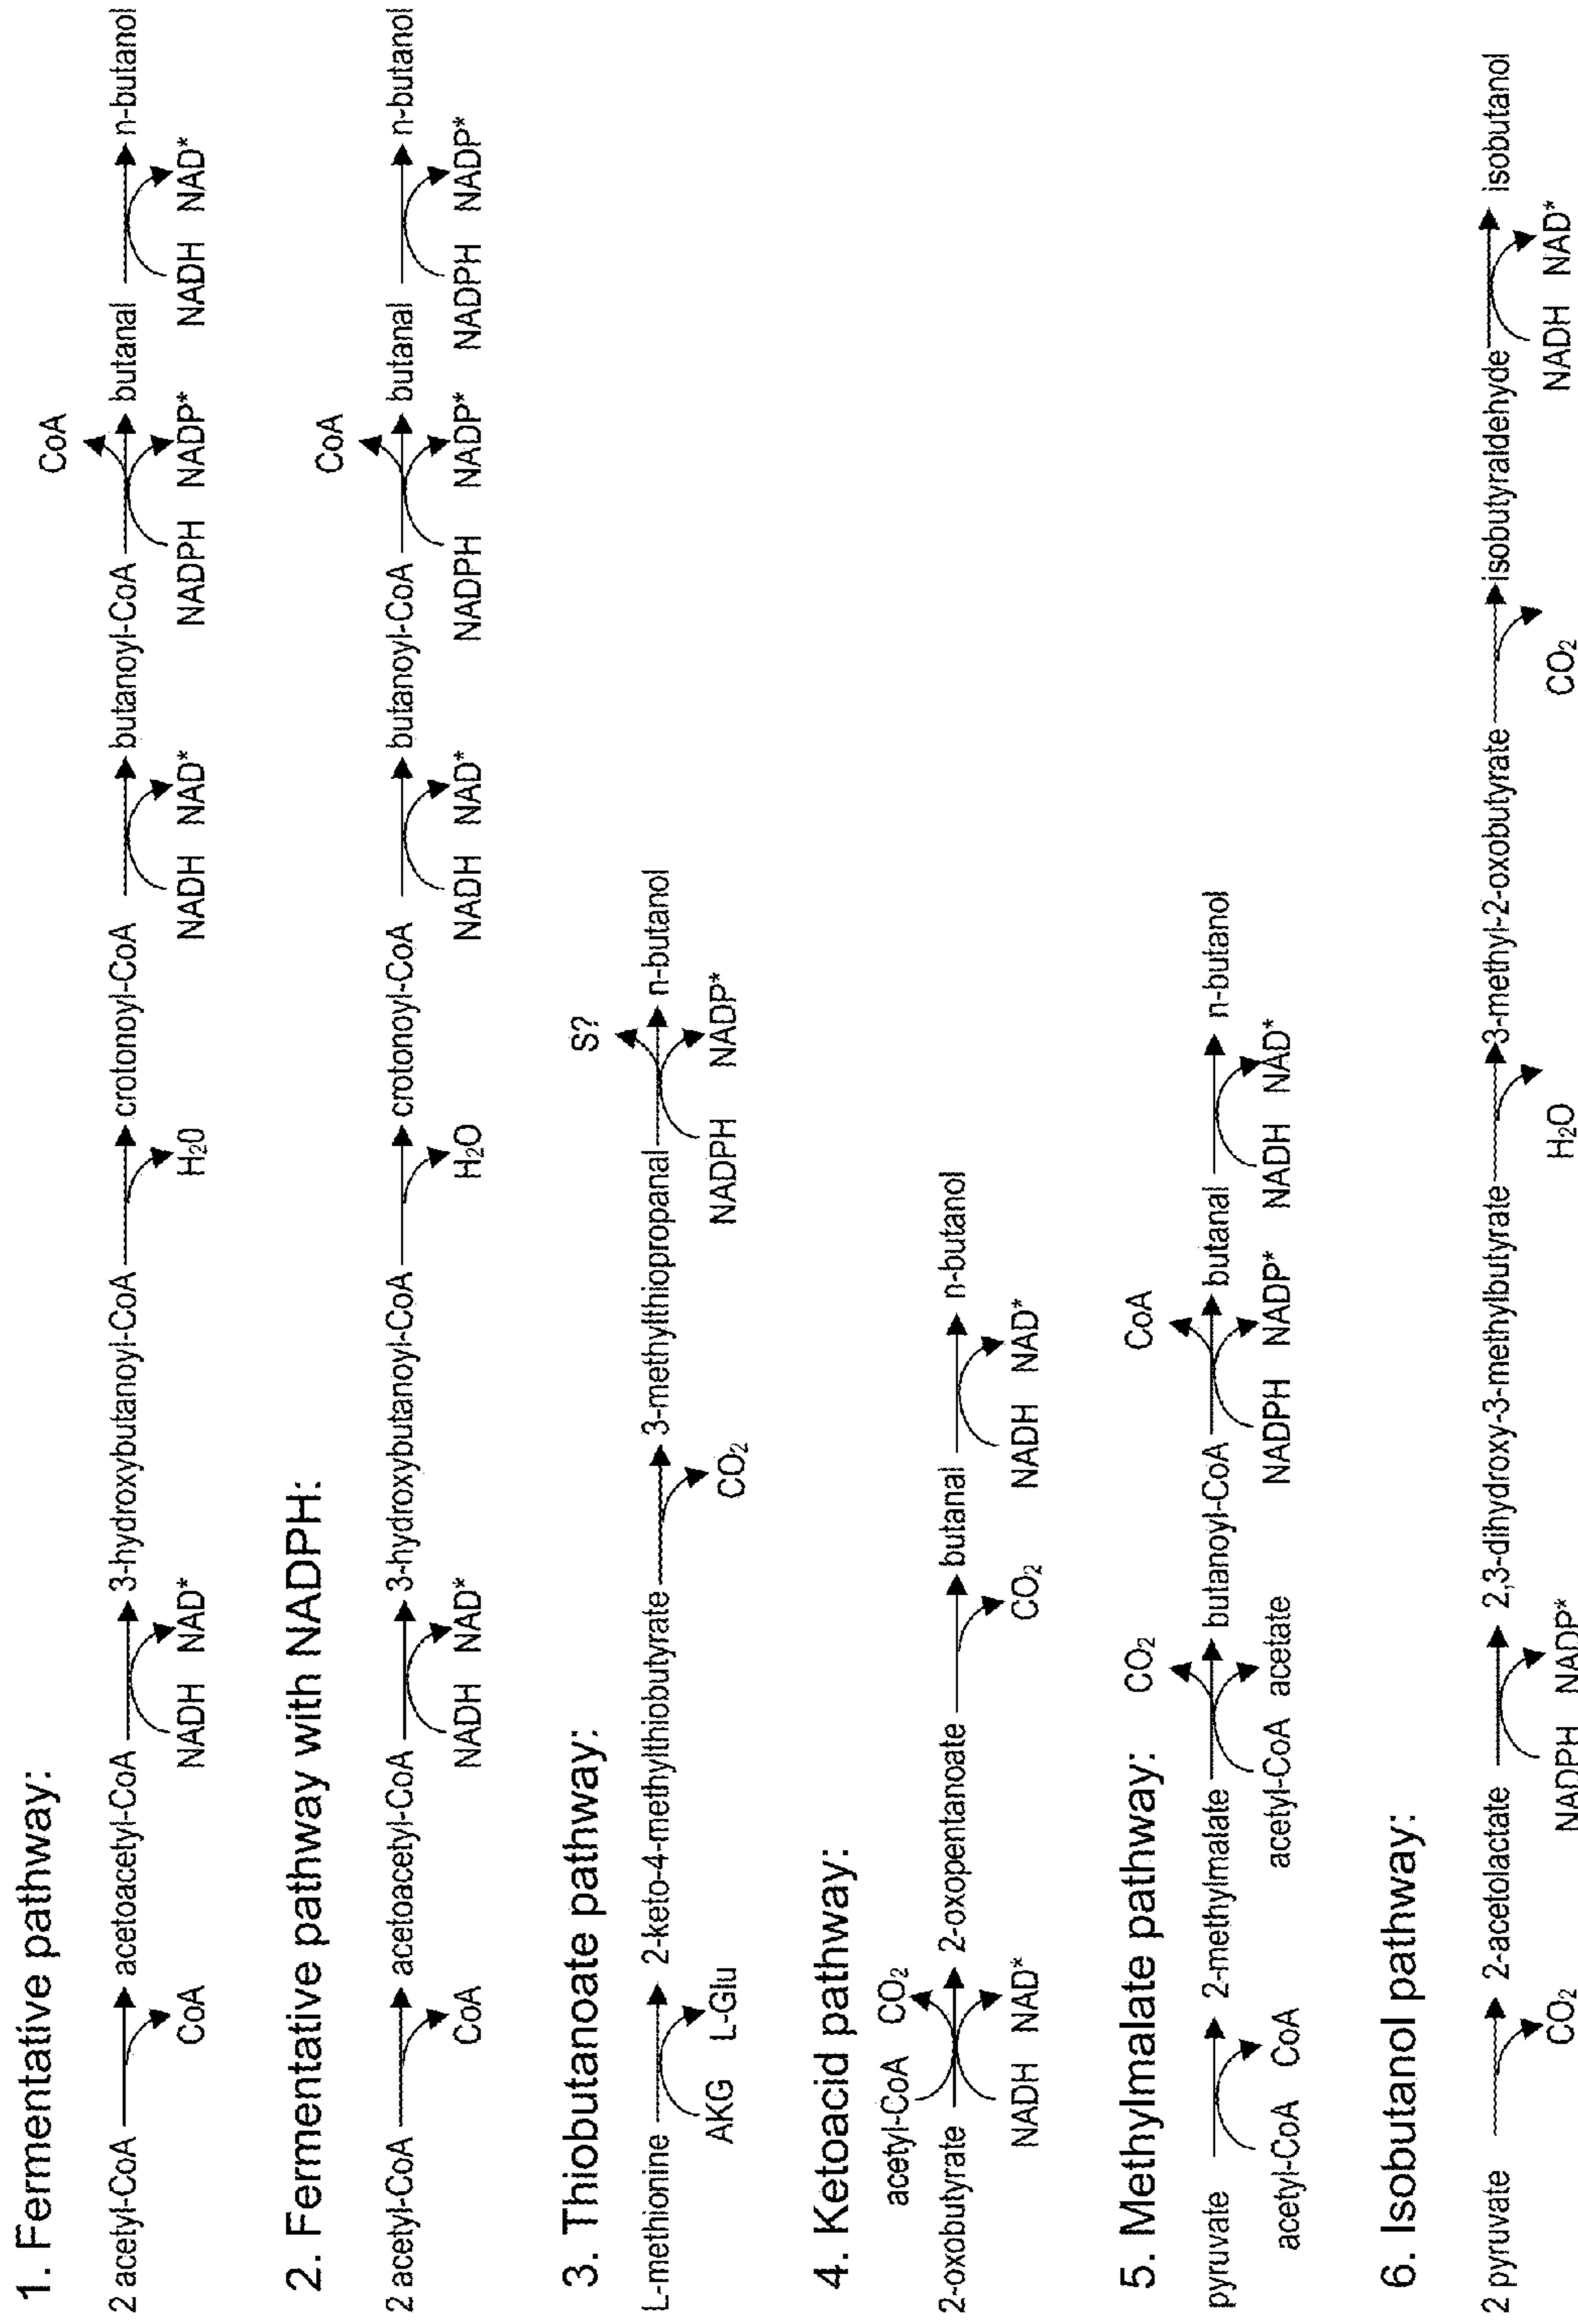 1. Fermentative pathway:
CoA
2 acetyl-CoA acetoacetyl-CoA 3-hydroxybutanoyl-CoA crotonoyl-CoA butanoyl-CoA butanal n-butanol
CoA NADH NAD* H₂0 NADH NAD* NADPH NADP* NADH NAD*
2. Fermentative pathway with NADPH:
CoA
2 acetyl-CoA acetoacetyl-CoA 3-hydroxybutanoyl-CoA crotonoyl-CoA butanoyl-CoA butanal n-butanol
CoA NADH NAD* H₂O NADH NAD* NADPH NADP* NADPH NADP*
3. Thiobutanoate pathway:
S?
L-methionine 2-keto-4-methylthiobutyrate 3-methylthiopropanal n-butanol
AKG L-Glu CO₂ NADPH NADP*
4. Ketoacid pathway:
acetyl-CoA CO₂
2-oxobutyrate 2-oxopentanoate butanal n-butanol
NADH NAD* CO₂ NADH NAD*
5. Methylmalate pathway:
CO₂ CoA
pyruvate 2-methylmalate butanoyl-CoA butanal n-butanol
acetyl-CoA CoA acetyl-CoA acetate NADPH NADP* NADH NAD*
6. Isobutanol pathway:
2 pyruvate 2-acetolactate 2,3-dihydroxy-3-methylbutyrate 3-methyl-2-oxobutyrate isobutyraldehyde isobutanol
CO₂ NADPH NADP* H₂O CO₂ NADH NAD*